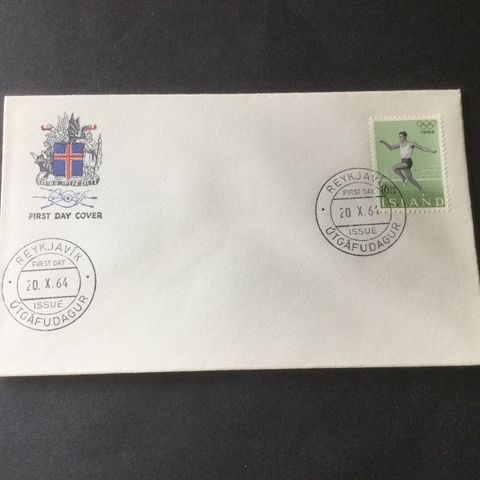 FIRST DAY COVER
REYKJAVÍK
FIRST DAY
20. X. 64
ISSUE
ÚTGÁFUDAGUR
REYKJAVÍK
FIRST DAY
20. X. 64
ISSUE
ÚTGÁFUDAGUR
1964
ÍSLAND